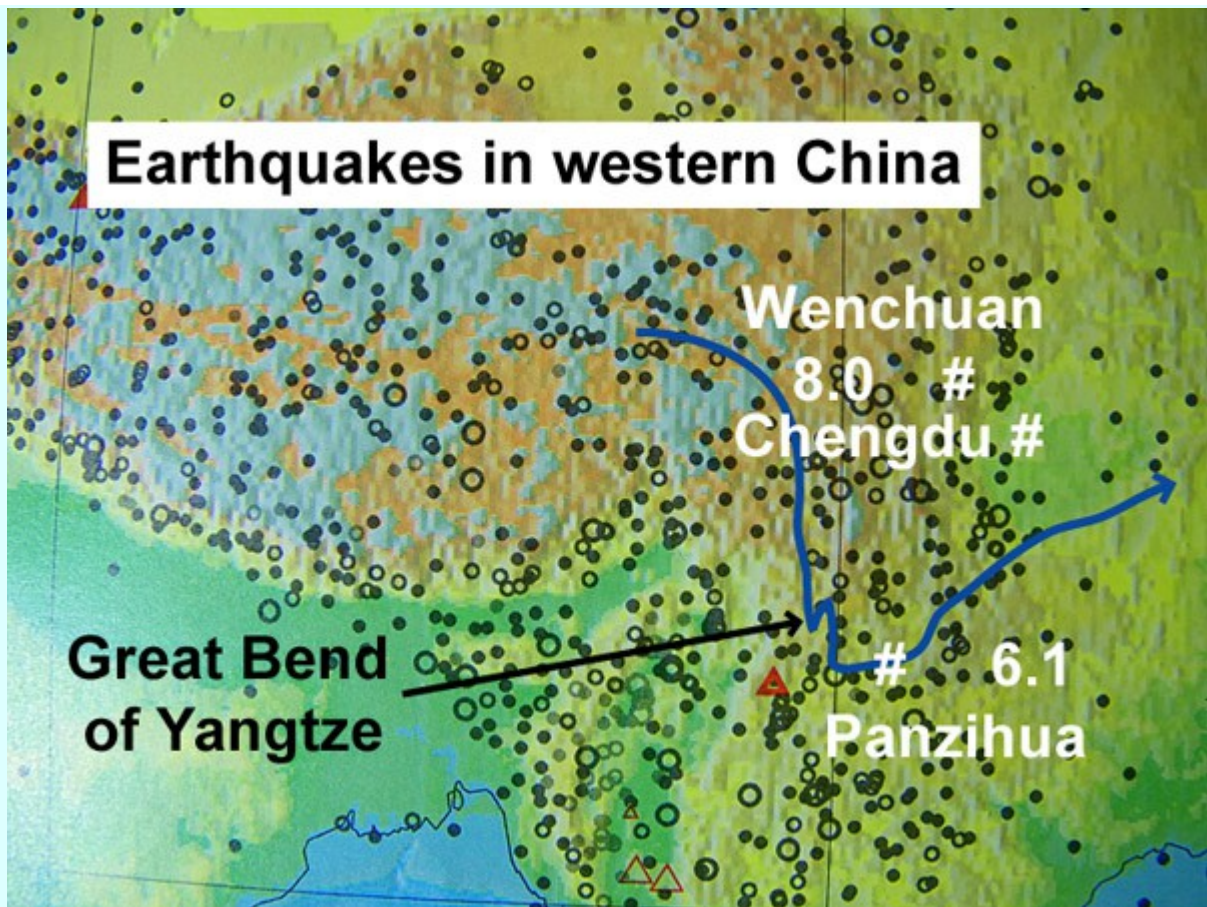 Earthquakes in western China
Wenchuan
8.0 #
Chengdu #
Great Bend
of Yangtze
# 6.1
Panzihua